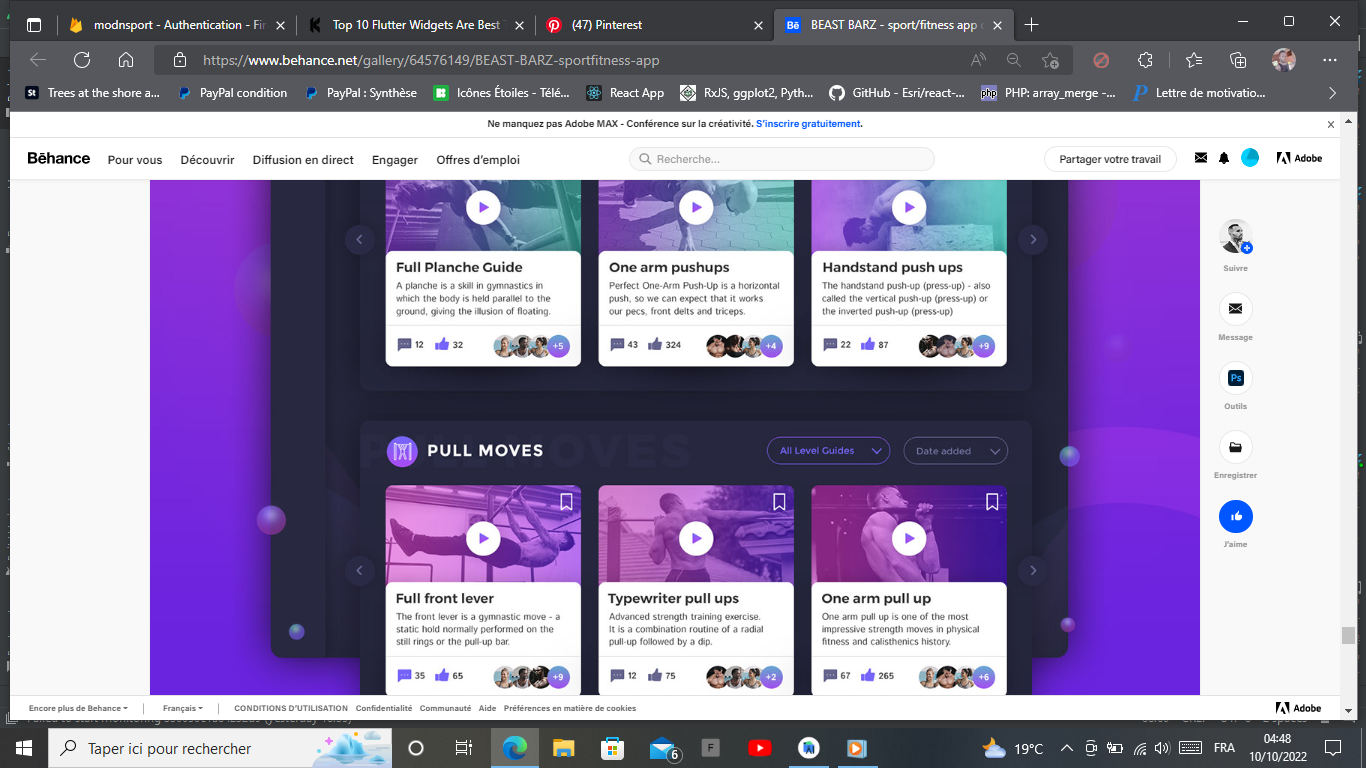 modnsport - Authentication - Fir
Top 10 Flutter Widgets Are Best
(47) Pinterest
Bē BEAST BARZ - sport/fitness app
https://www.behance.net/gallery/64576149/BEAST-BARZ-sportfitness-app
St Trees at the shore a...
PayPal condition
PayPal : Synthèse
Icônes Étoiles - Télé...
React App
RxJS, ggplot2, Pyth...
GitHub - Esri/react-...
php PHP: array_merge -...
Lettre de motivatio...
Ne manquez pas Adobe MAX - Conférence sur la créativité. S'inscrire gratuitement.
Bēhance Pour vous Découvrir Diffusion en direct Engager Offres d'emploi
Recherche...
Partager votre travail
Adobe
Full Planche Guide
A planche is a skill in gymnastics in
which the body is held parallel to the
ground, giving the illusion of floating.
12 32 +5
One arm pushups
Perfect One-Arm Push-Up is a horizontal
push, so we can expect that it works
our pecs, front delts and triceps.
43 324 +4
Handstand push ups
The handstand push-up (press-up) - also
called the vertical push-up (press-up) or
the inverted push-up (press-up)
22 87 +9
PULL MOVES
All Level Guides
Date added
Full front lever
The front lever is a gymnastic move - a
static hold normally performed on the
still rings or the pull-up bar.
35 65 +9
Typewriter pull ups
Advanced strength training exercise.
It is a combination routine of a radial
pull-up followed by a dip.
12 75 +2
One arm pull up
One arm pull up is one of the most
impressive strength moves in physical
fitness and calisthenics history.
67 265 +6
Suivre
Message
Ps
Outils
Enregistrer
J'aime
Encore plus de Behance
Français
CONDITIONS D'UTILISATION Confidentialité Communauté Aide Préférences en matière de cookies
Adobe
Taper ici pour rechercher
6
F
19°C
FRA
04:48
10/10/2022